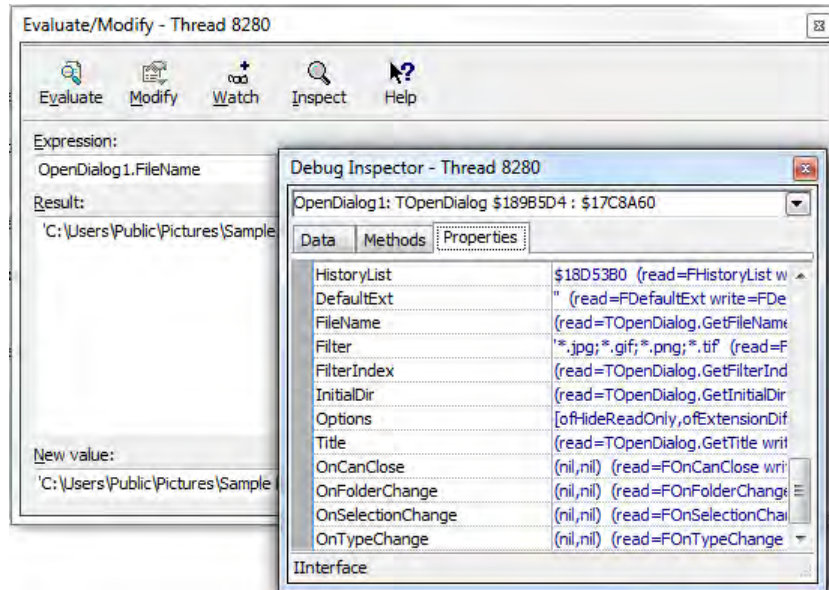 Evaluate/Modify - Thread 8280
Evaluate Modify Watch Inspect Help
Expression:
OpenDialog1.FileName
Result:
'C:\Users\Public\Pictures\Sample
New value:
'C:\Users\Public\Pictures\Sample
Debug Inspector - Thread 8280
OpenDialog1: TOpenDialog $189B5D4 : $17C8A60
Data Methods Properties
HistoryList $18D53B0 (read=FHistoryList w
DefaultExt '' (read=FDefaultExt write=FDe
FileName (read=TOpenDialog.GetFileName
Filter '*.jpg;*.gif;*.png;*.tif' (read=F
FilterIndex (read=TOpenDialog.GetFilterInd
InitialDir (read=TOpenDialog.GetInitialDir
Options [ofHideReadOnly,ofExtensionDif
Title (read=TOpenDialog.GetTitle writ
OnCanClose (nil,nil) (read=FOnCanClose wri
OnFolderChange (nil,nil) (read=FOnFolderChange
OnSelectionChange (nil,nil) (read=FOnSelectionChai
OnTypeChange (nil,nil) (read=FOnTypeChange
IInterface